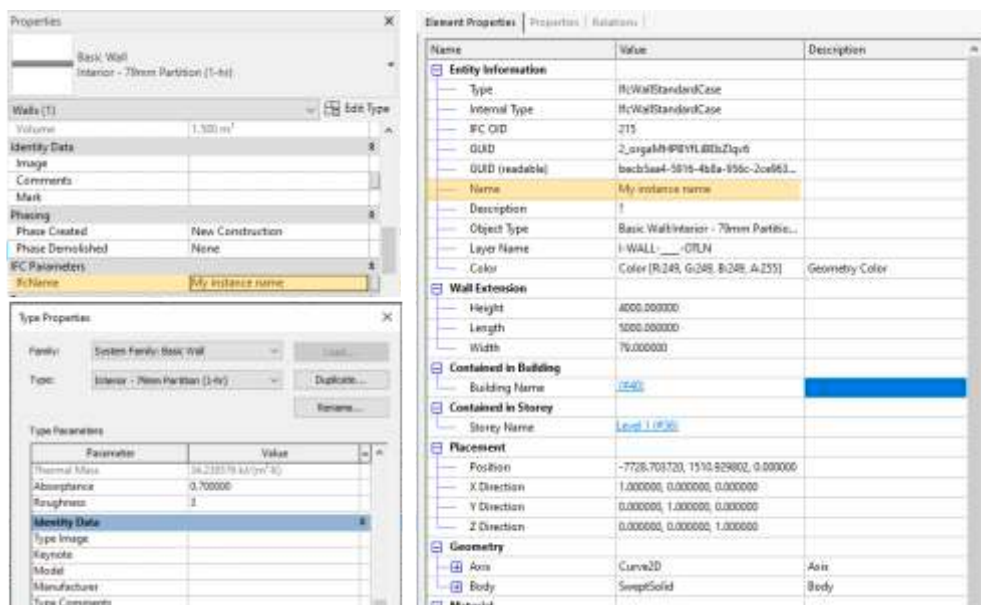 Properties
Basic Wall
Interior - 79mm Partition (1-hr)
Walls (1)
Edit Type
Volume 1.500 m³
Identity Data
Image
Comments
Mark
Phasing
Phase Created New Construction
Phase Demolished None
IFC Parameters
IfcName My instance name
Type Properties
Family: System Family: Basic Wall Load...
Type: Interior - 79mm Partition (1-hr) Duplicate...
Rename...
Type Parameters
Parameter Value
Thermal Mass
Absorptance 0.700000
Roughness 3
Identity Data
Type Image
Keynote
Model
Manufacturer
Type Comments
Element Properties Properties Relations
Name Value Description
Entity Information
Type IfcWallStandardCase
Internal Type IfcWallStandardCase
IFC OID 215
GUID
GUID (readable)
Name My instance name
Description
Object Type Basic Wall:Interior - 79mm Partitio...
Layer Name I-WALL-___-OTLN
Color Color [R:249, G:249, B:249, A:255] Geometry Color
Wall Extension
Height 4000.000000
Length 5000.000000
Width 79.000000
Contained in Building
Building Name (#40)
Contained in Storey
Storey Name Level 1 (#36)
Placement
Position -7728.703720, 1510.929802, 0.000000
X Direction 1.000000, 0.000000, 0.000000
Y Direction 0.000000, 1.000000, 0.000000
Z Direction 0.000000, 0.000000, 1.000000
Geometry
Axis Curve2D Axis
Body SweptSolid Body
Material